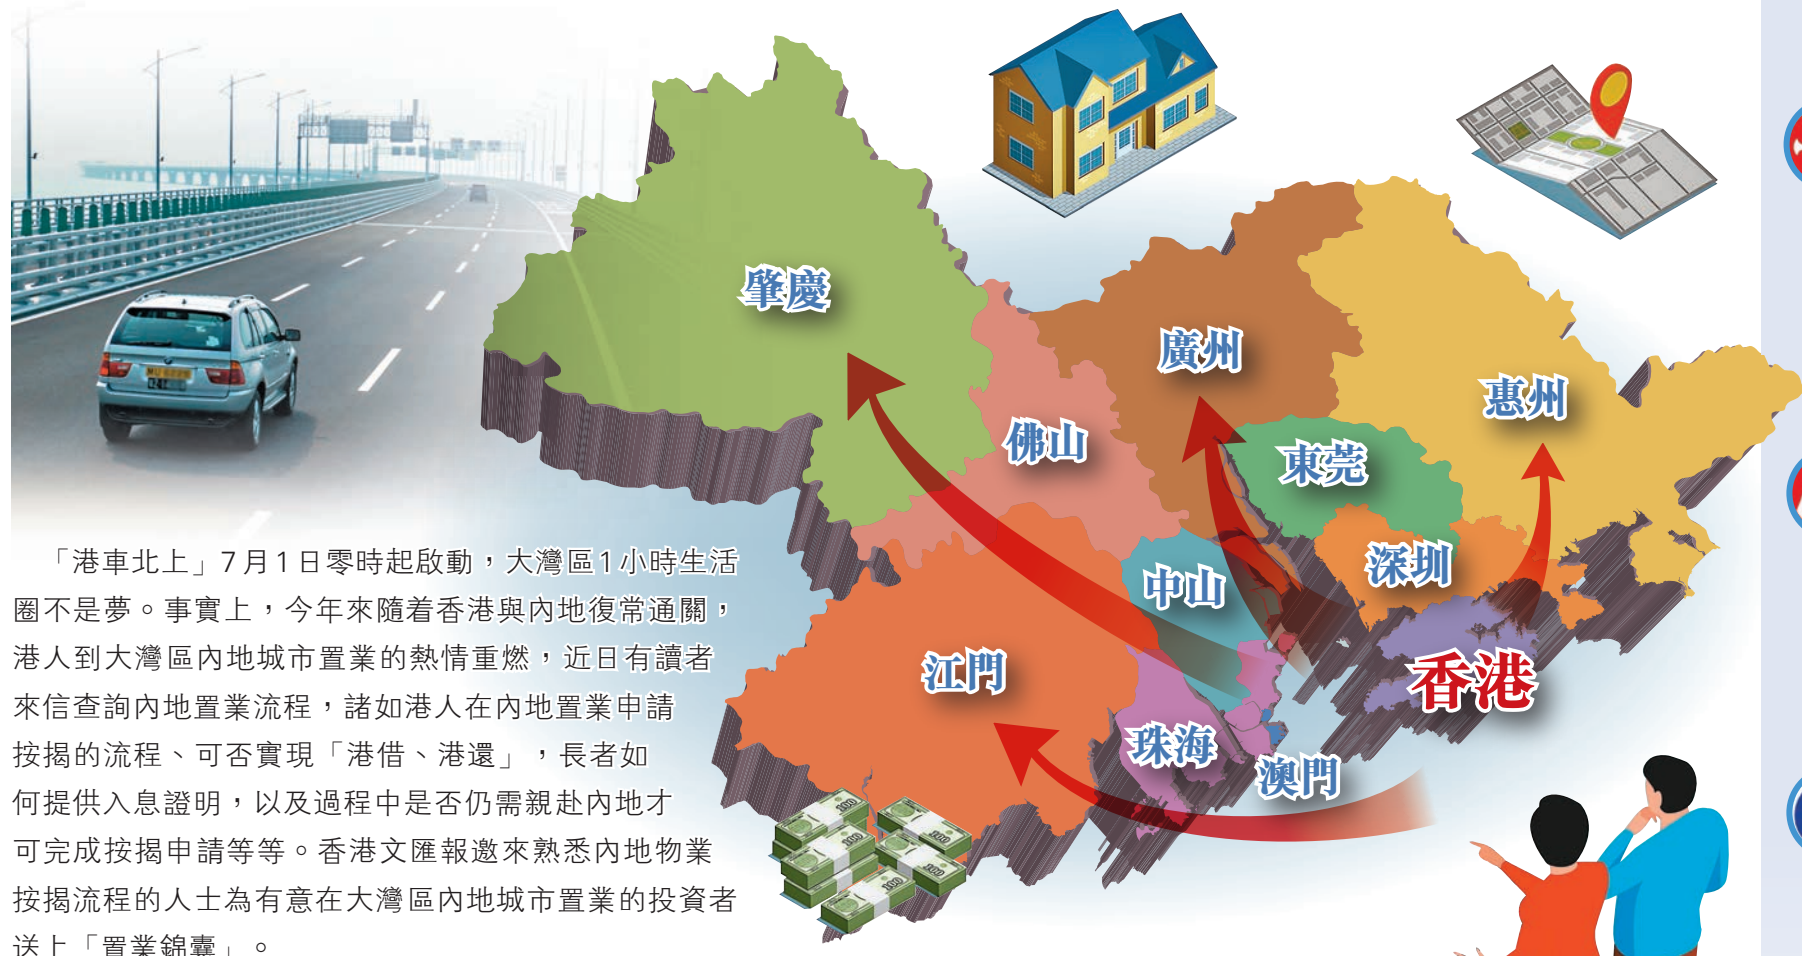 肇慶
廣州
惠州
佛山
東莞
深圳
中山
香港
江門
珠海
澳門
「港車北上」7月1日零時起啟動，大灣區1小時生活
圈不是夢。事實上，今年來隨着香港與內地復常通關，
港人到大灣區內地城市置業的熱情重燃，近日有讀者
來信查詢內地置業流程，諸如港人在內地置業申請
按揭的流程、可否實現「港借、港還」，長者如
何提供入息證明，以及過程中是否仍需親赴內地才
可完成按揭申請等等。香港文匯報邀來熟悉內地物業
按揭流程的人士為有意在大灣區內地城市置業的投資者
送上「置業錦囊」。
100
100
100
100
100